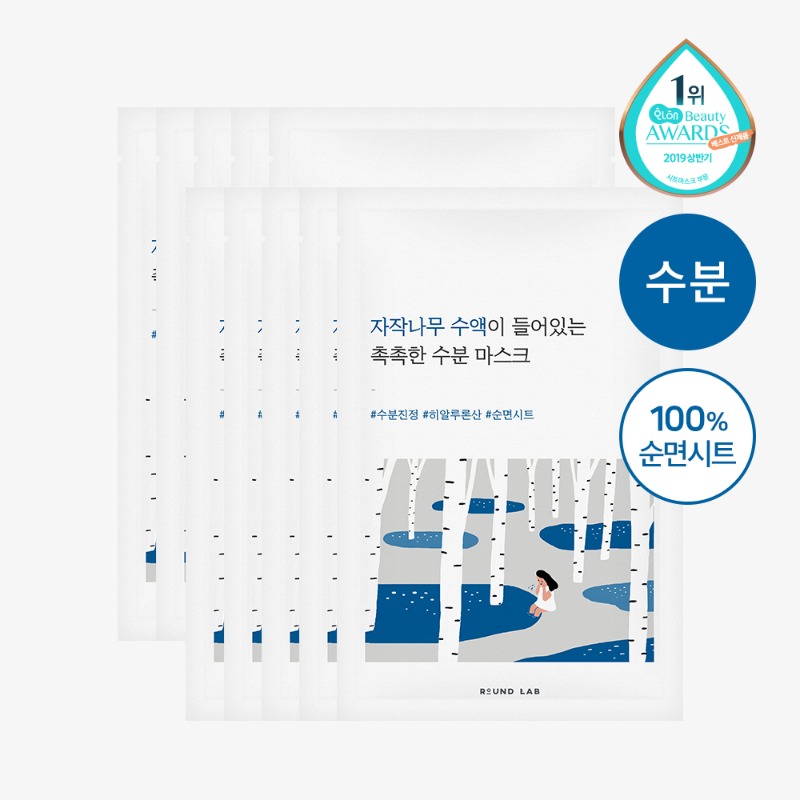 1위
화해 Beauty
AWARDS
베스트 신제품
2019 상반기
시트마스크 부문
수분
100%
순면시트
자작나무 수액이 들어있는
촉촉한 수분 마스크
#수분진정 #히알루론산 #순면시트
ROUND LAB